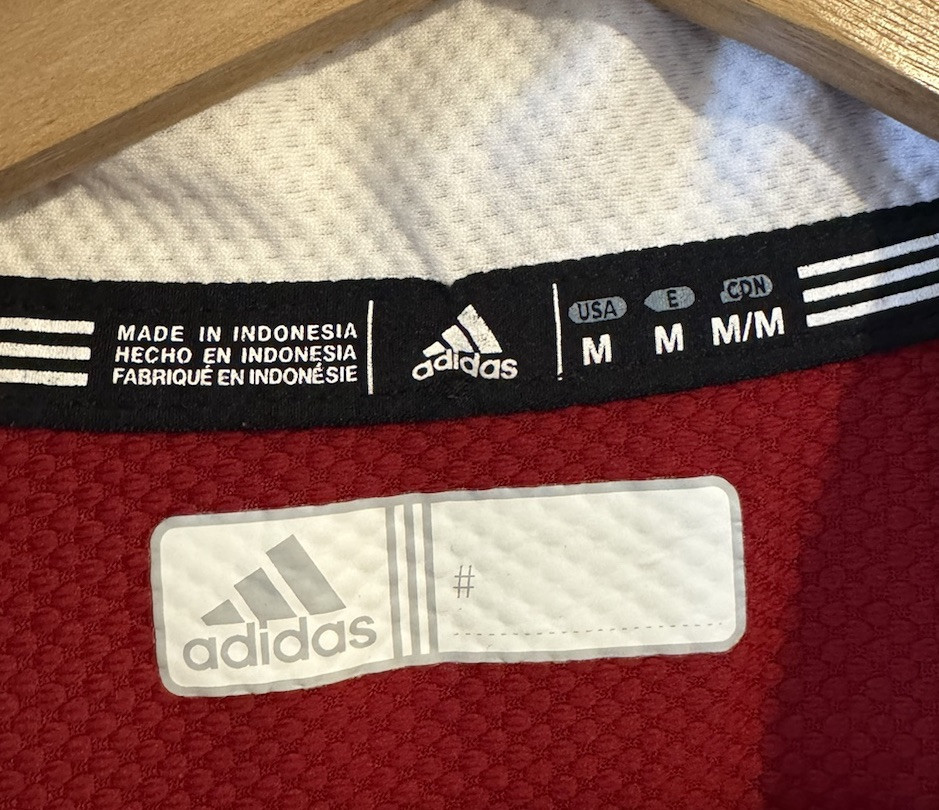 MADE IN INDONESIA
HECHO EN INDONESIA
FABRIQUÉ EN INDONÉSIE
adidas
USA E CDN
M M M/M
adidas
#